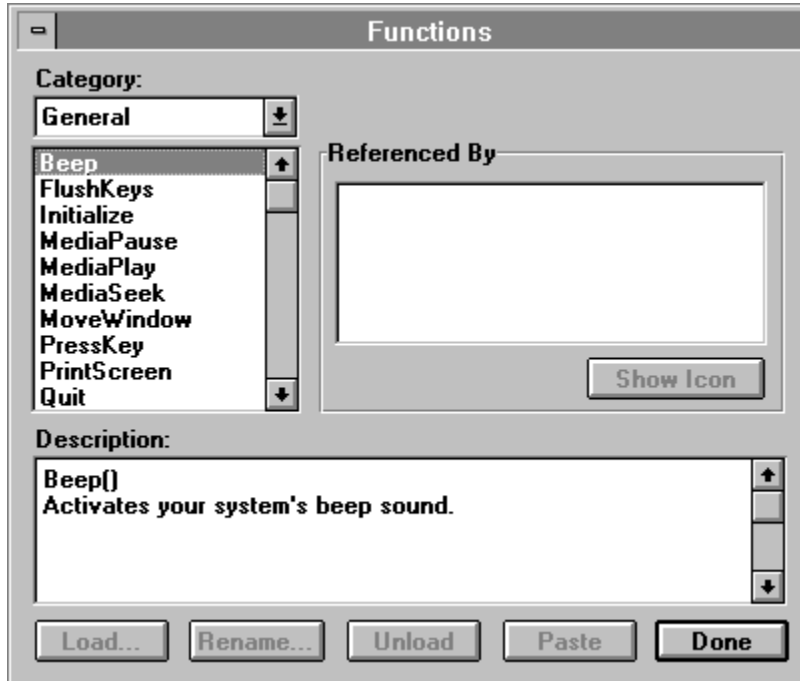 Functions
Category:
General
Beep
FlushKeys
Initialize
MediaPause
MediaPlay
MediaSeek
MoveWindow
PressKey
PrintScreen
Quit
Referenced By
Show Icon
Description:
Beep()
Activates your system's beep sound.
Load... Rename... Unload Paste Done